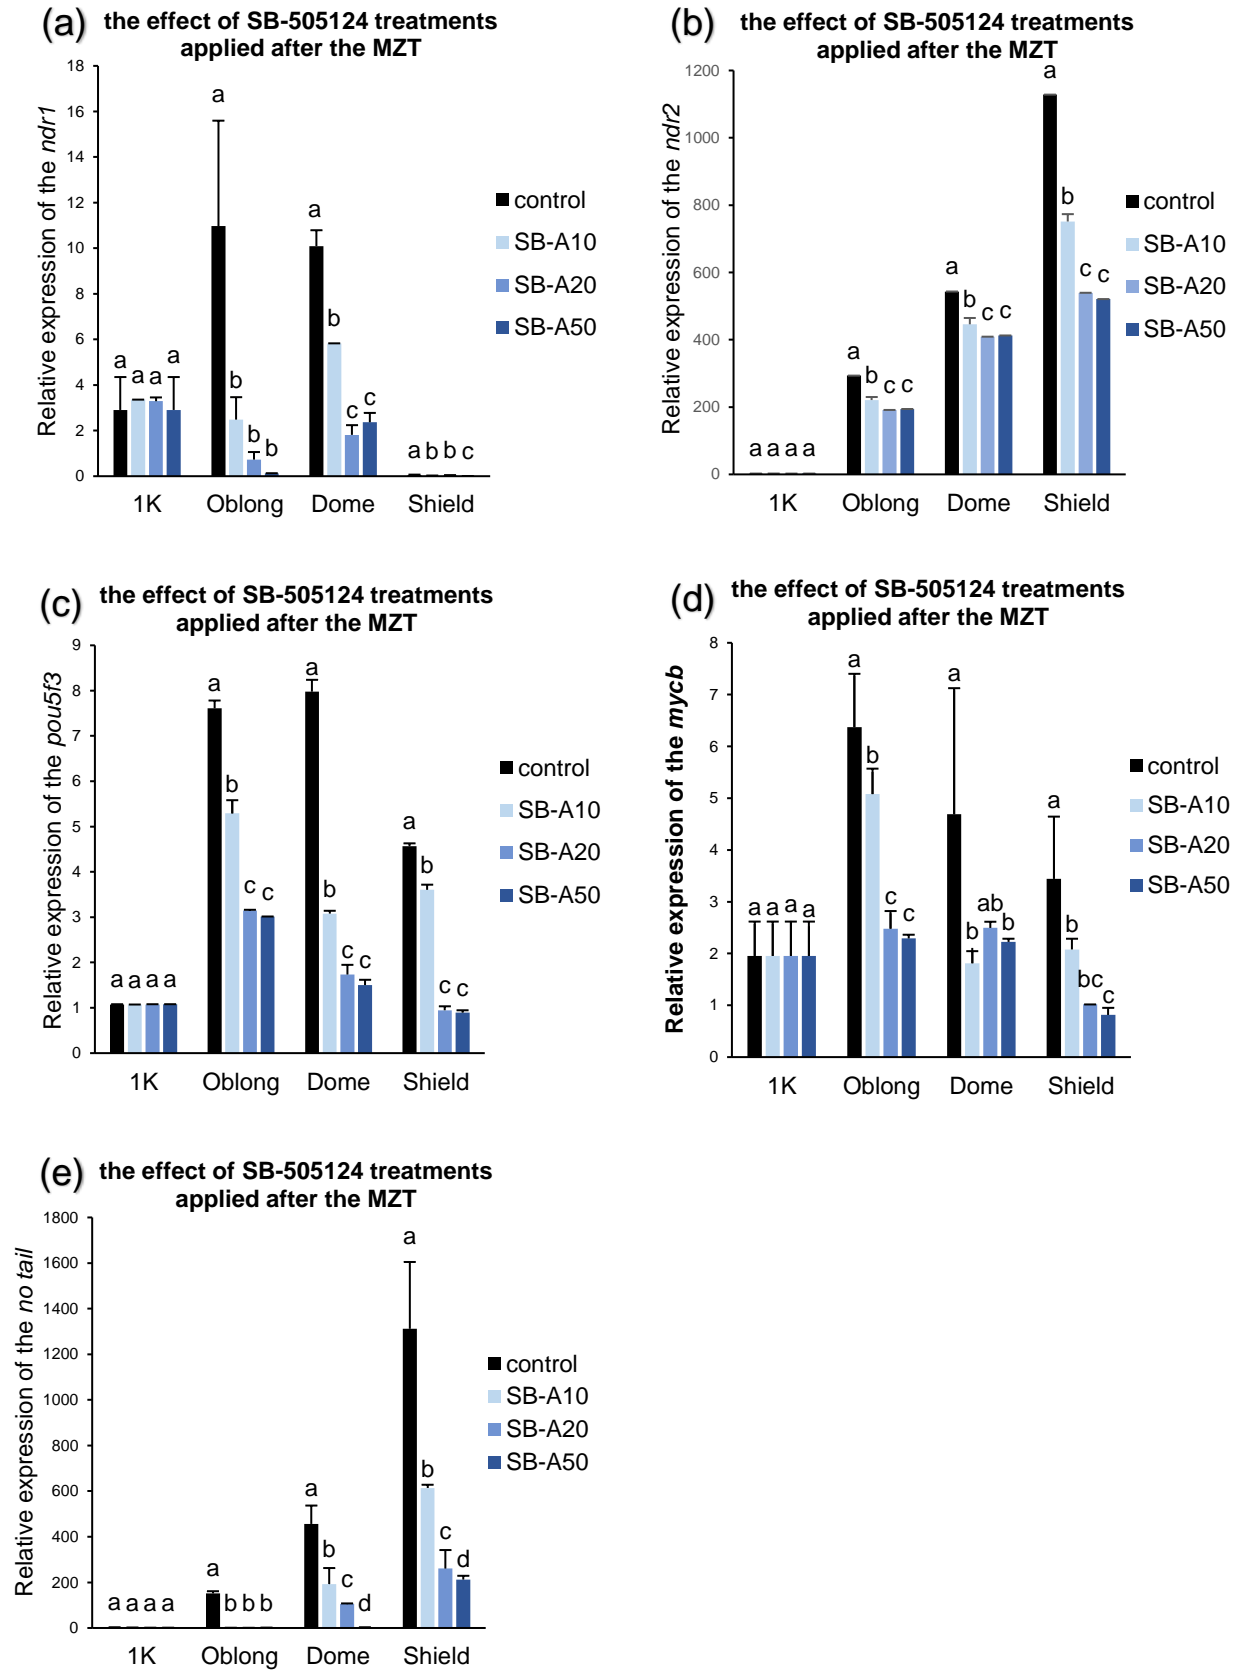 (a)
the effect of SB-505124 treatments
applied after the MZT
Relative expression of the ndr1
18
16
14
12
10
8
6
4
2
0
a a a a
a b b b
a b c c
a b b c
1K Oblong Dome Shield
control
SB-A10
SB-A20
SB-A50
(b)
the effect of SB-505124 treatments
applied after the MZT
Relative expression of the ndr2
1200
1000
800
600
400
200
0
a a a a
a b c c
a b c c
a b c c
1K Oblong Dome Shield
control
SB-A10
SB-A20
SB-A50
(c)
the effect of SB-505124 treatments
applied after the MZT
Relative expression of the pou5f3
9
8
7
6
5
4
3
2
1
0
a a a a
a b c c
a b c c
a b c c
1K Oblong Dome Shield
control
SB-A10
SB-A20
SB-A50
(d)
the effect of SB-505124 treatments
applied after the MZT
Relative expression of the mycb
8
7
6
5
4
3
2
1
0
a a a a
a b c c
a b ab b
a b bc c
1K Oblong Dome Shield
control
SB-A10
SB-A20
SB-A50
(e)
the effect of SB-505124 treatments
applied after the MZT
Relative expression of the no tail
1800
1600
1400
1200
1000
800
600
400
200
0
a a a a
a b b b
a b c d
a b c d
1K Oblong Dome Shield
control
SB-A10
SB-A20
SB-A50